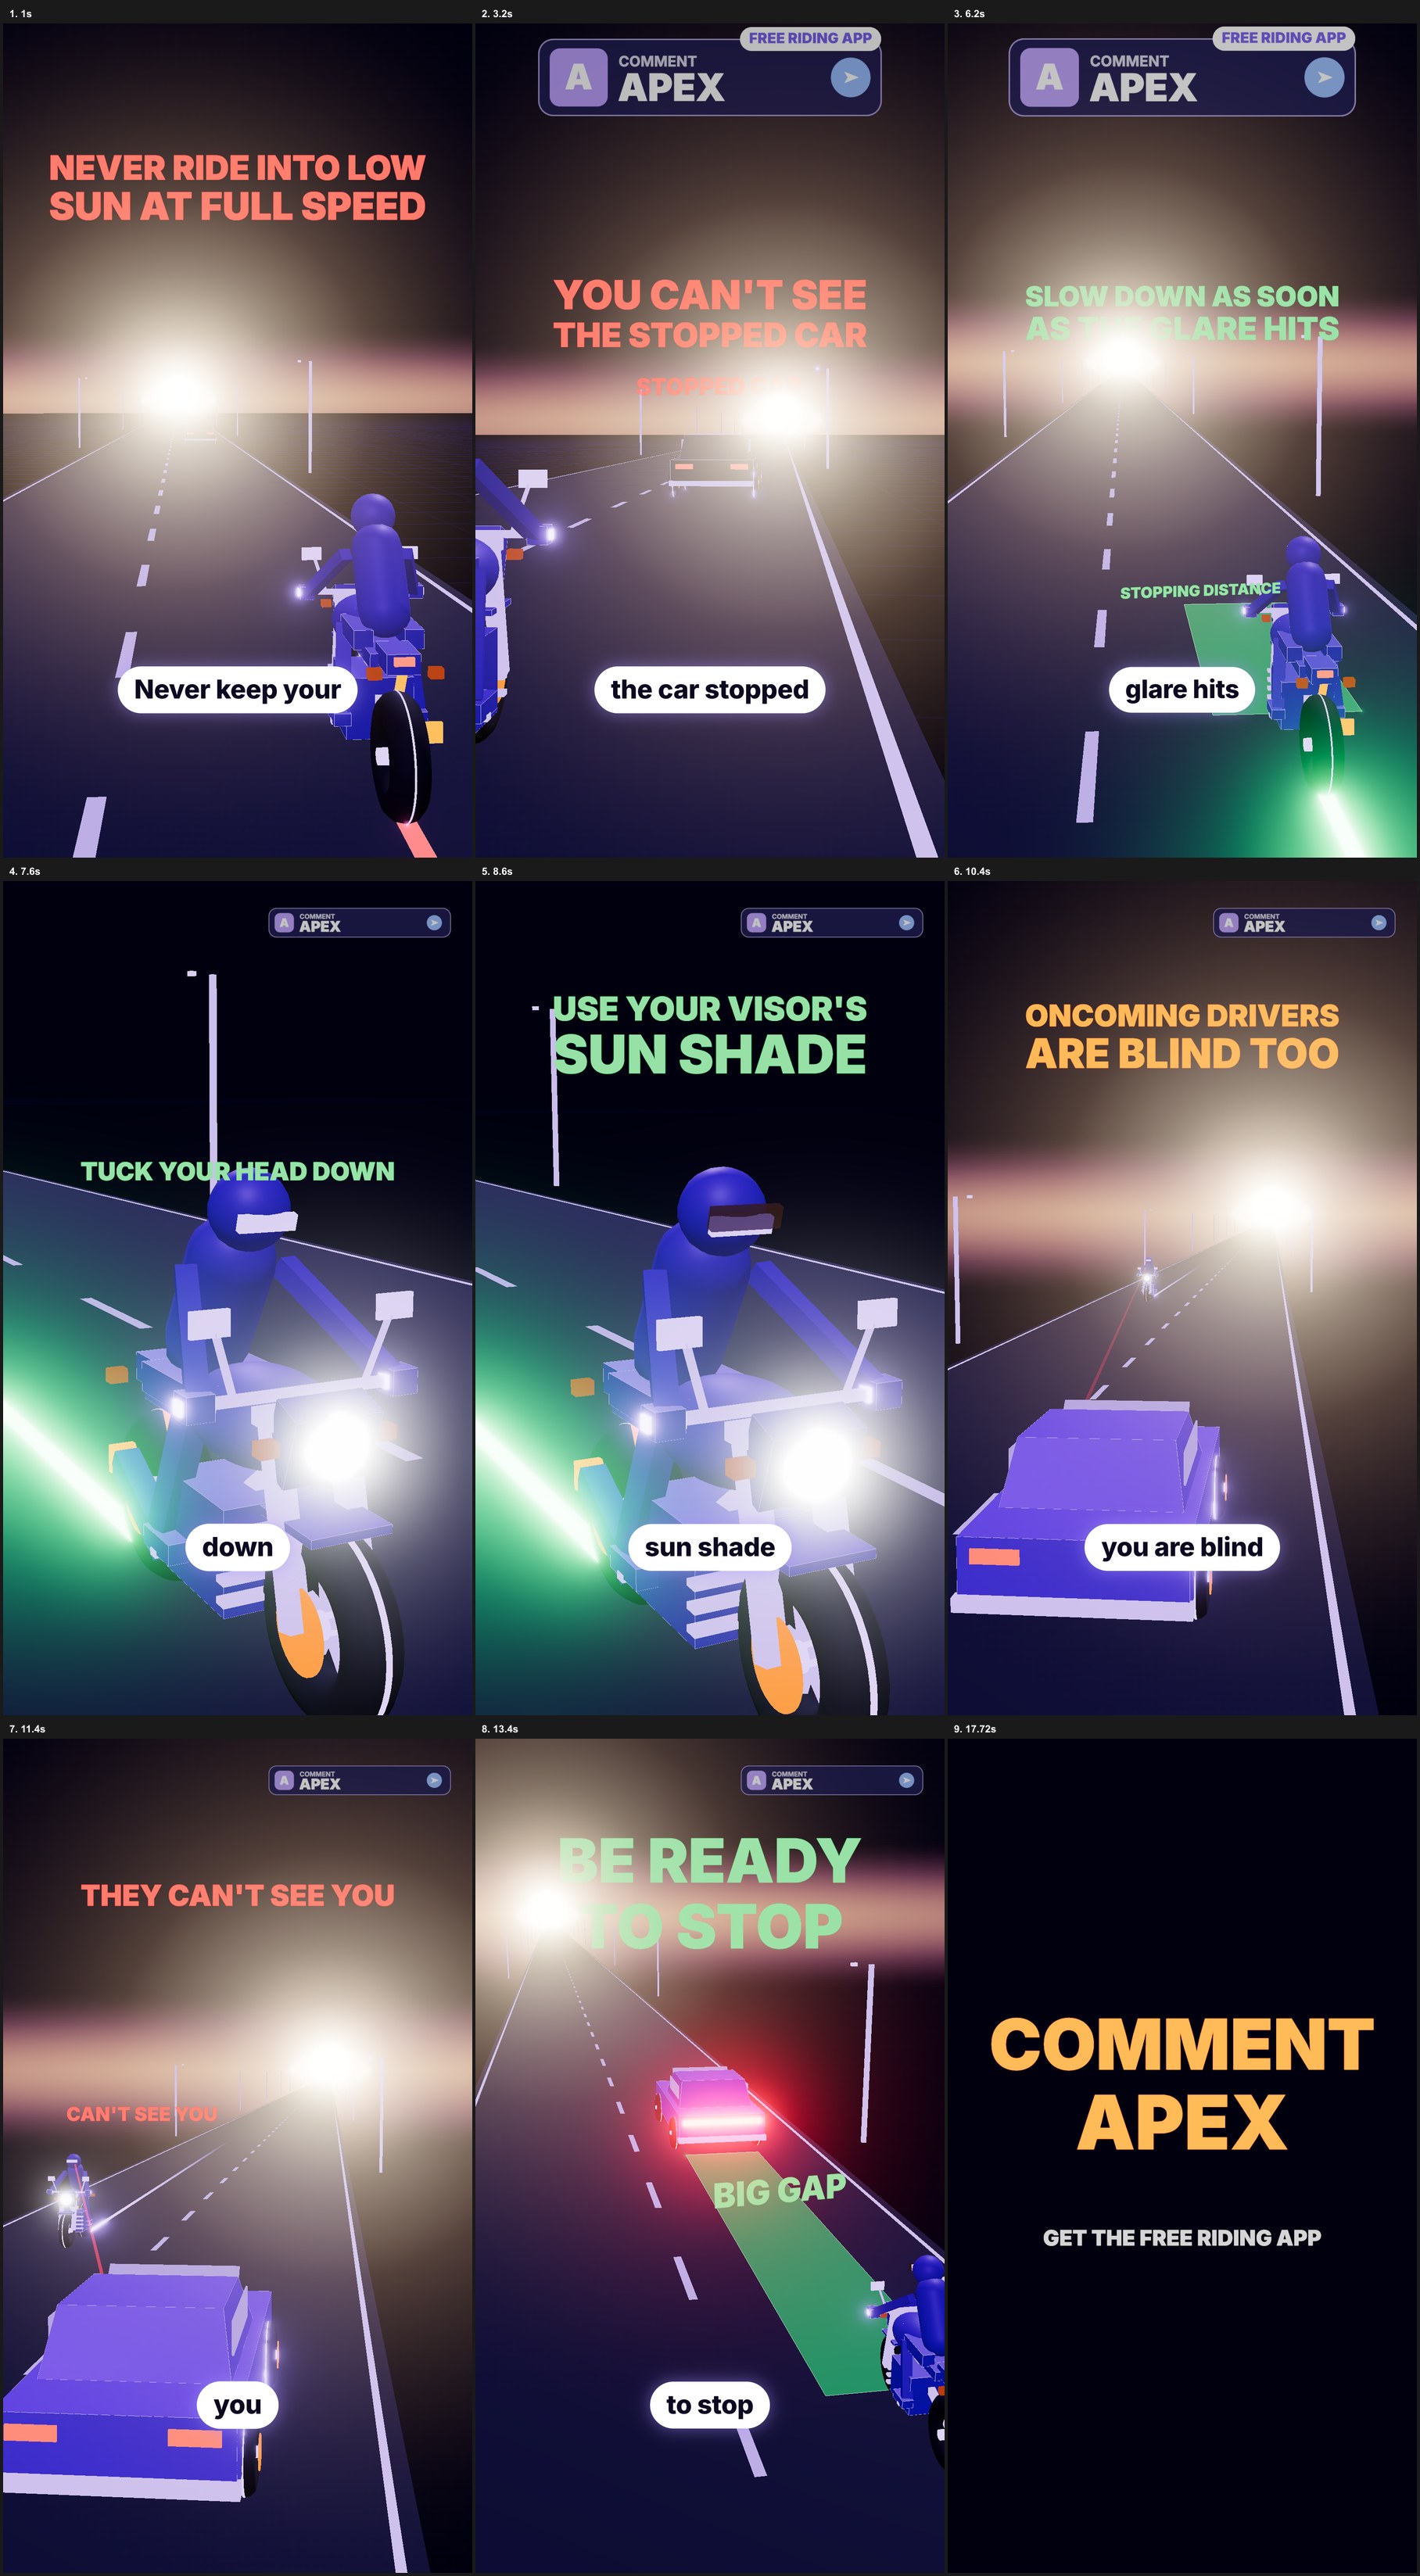 1. 1s
NEVER RIDE INTO LOW
SUN AT FULL SPEED
Never keep your
2. 3.2s
FREE RIDING APP
A
COMMENT
APEX
YOU CAN'T SEE
THE STOPPED CAR
STOPPED
the car stopped
3. 6.2s
FREE RIDING APP
A
COMMENT
APEX
SLOW DOWN AS SOON
AS THE GLARE HITS
STOPPING DISTANCE
glare hits
4. 7.6s
A
COMMENT
APEX
TUCK YOUR HEAD DOWN
down
5. 8.6s
A
COMMENT
APEX
USE YOUR VISOR'S
SUN SHADE
sun shade
6. 10.4s
A
COMMENT
APEX
ONCOMING DRIVERS
ARE BLIND TOO
you are blind
7. 11.4s
A
COMMENT
APEX
THEY CAN'T SEE YOU
CAN'T SEE YOU
you
8. 13.4s
A
COMMENT
APEX
BE READY
TO STOP
BIG GAP
to stop
9. 17.72s
COMMENT
APEX
GET THE FREE RIDING APP